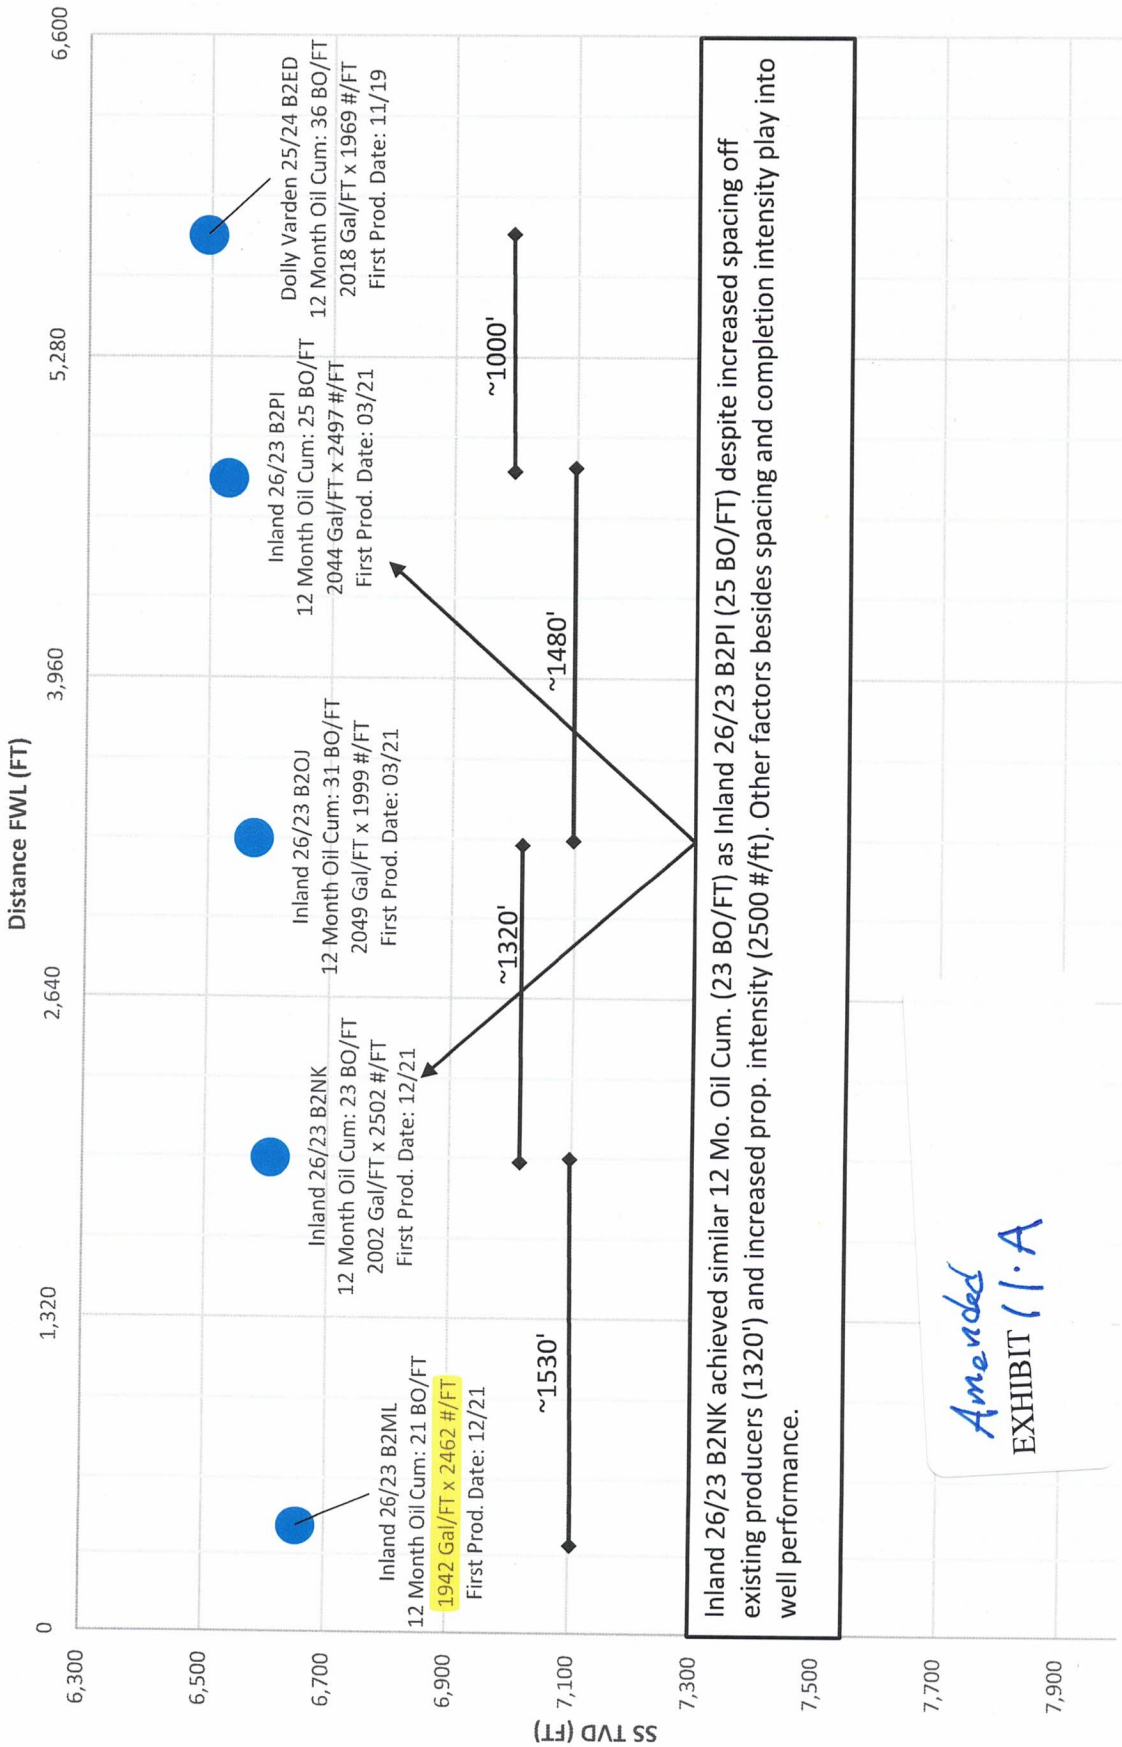 Distance FWL (FT)
0
1,320
2,640
3,960
5,280
6,600
SS TVD (FT)
6,300
6,500
6,700
6,900
7,100
7,300
7,500
7,700
7,900
Inland 26/23 B2ML
12 Month Oil Cum: 21 BO/FT
1942 Gal/FT x 2462 #/FT
First Prod. Date: 12/21
Inland 26/23 B2NK
12 Month Oil Cum: 23 BO/FT
2002 Gal/FT x 2502 #/FT
First Prod. Date: 12/21
Inland 26/23 B2OJ
12 Month Oil Cum: 31 BO/FT
2049 Gal/FT x 1999 #/FT
First Prod. Date: 03/21
Inland 26/23 B2PI
12 Month Oil Cum: 25 BO/FT
2044 Gal/FT x 2497 #/FT
First Prod. Date: 03/21
Dolly Varden 25/24 B2ED
12 Month Oil Cum: 36 BO/FT
2018 Gal/FT x 1969 #/FT
First Prod. Date: 11/19
~1530'
~1320'
~1480'
~1000'
Inland 26/23 B2NK achieved similar 12 Mo. Oil Cum. (23 BO/FT) as Inland 26/23 B2PI (25 BO/FT) despite increased spacing off
existing producers (1320') and increased prop. intensity (2500 #/ft). Other factors besides spacing and completion intensity play into
well performance.
Amended
EXHIBIT 11.A